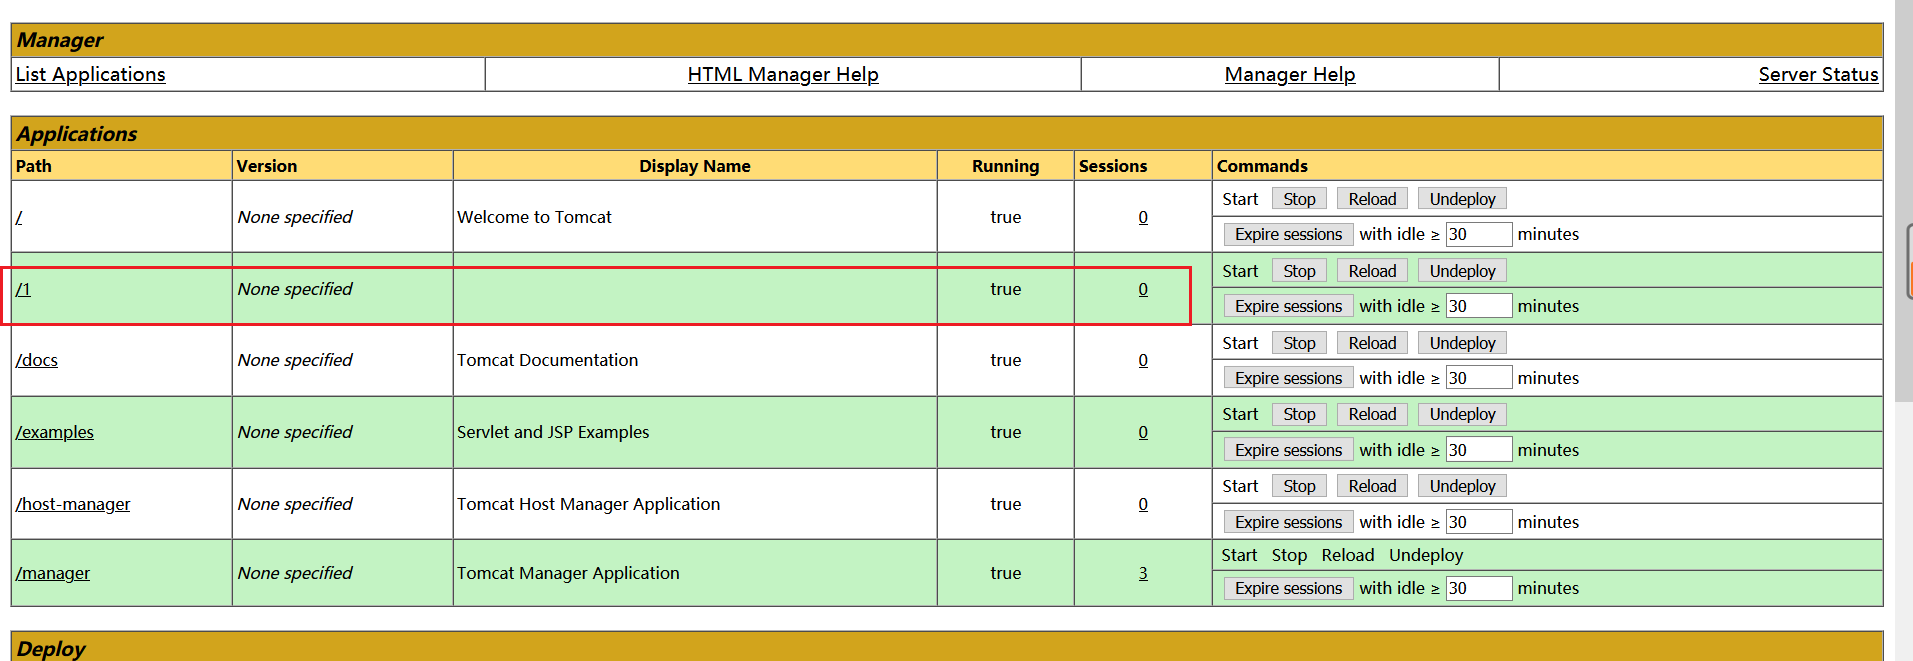 Manager
List Applications HTML Manager Help Manager Help Server Status
Applications
Path Version Display Name Running Sessions Commands
/ None specified Welcome to Tomcat true 0 Start Stop Reload Undeploy
Expire sessions with idle ≥ 30 minutes
/1 None specified true 0 Start Stop Reload Undeploy
Expire sessions with idle ≥ 30 minutes
/docs None specified Tomcat Documentation true 0 Start Stop Reload Undeploy
Expire sessions with idle ≥ 30 minutes
/examples None specified Servlet and JSP Examples true 0 Start Stop Reload Undeploy
Expire sessions with idle ≥ 30 minutes
/host-manager None specified Tomcat Host Manager Application true 0 Start Stop Reload Undeploy
Expire sessions with idle ≥ 30 minutes
/manager None specified Tomcat Manager Application true 3 Start Stop Reload Undeploy
Expire sessions with idle ≥ 30 minutes
Deploy